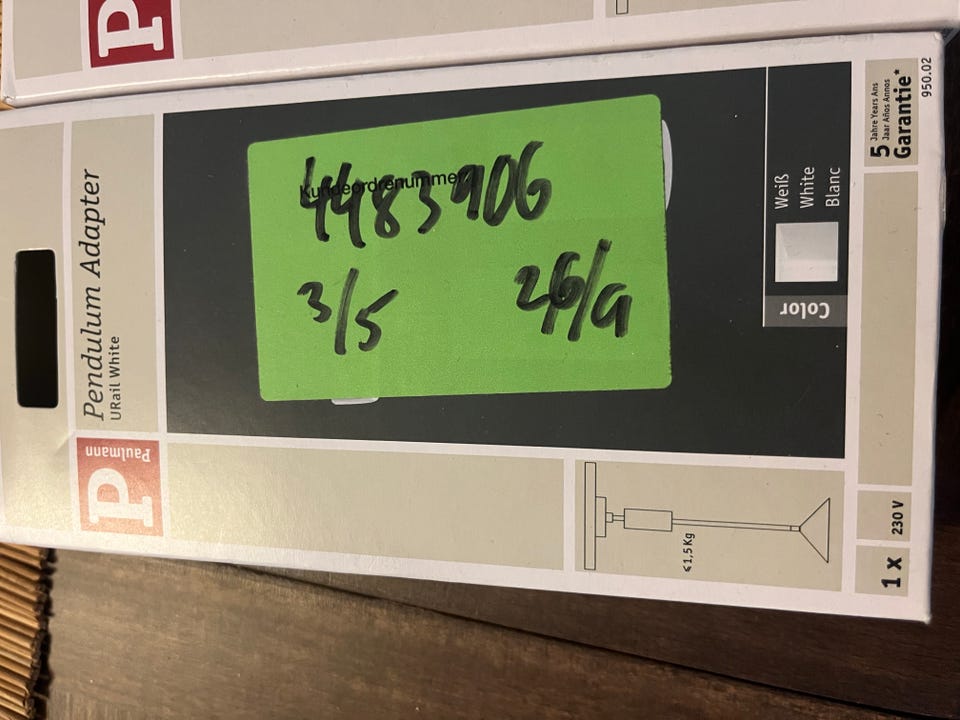 P
Pendulum Adapter
URail White
P
Paulmann
Kundeordrenummer
4483906
3/5
26/9
Weiß
White
Blanc
Color
5 Jahre Years Ans
Jaar Años Annos
Garantie*
950.02
≤1,5 Kg
1 x
230 V